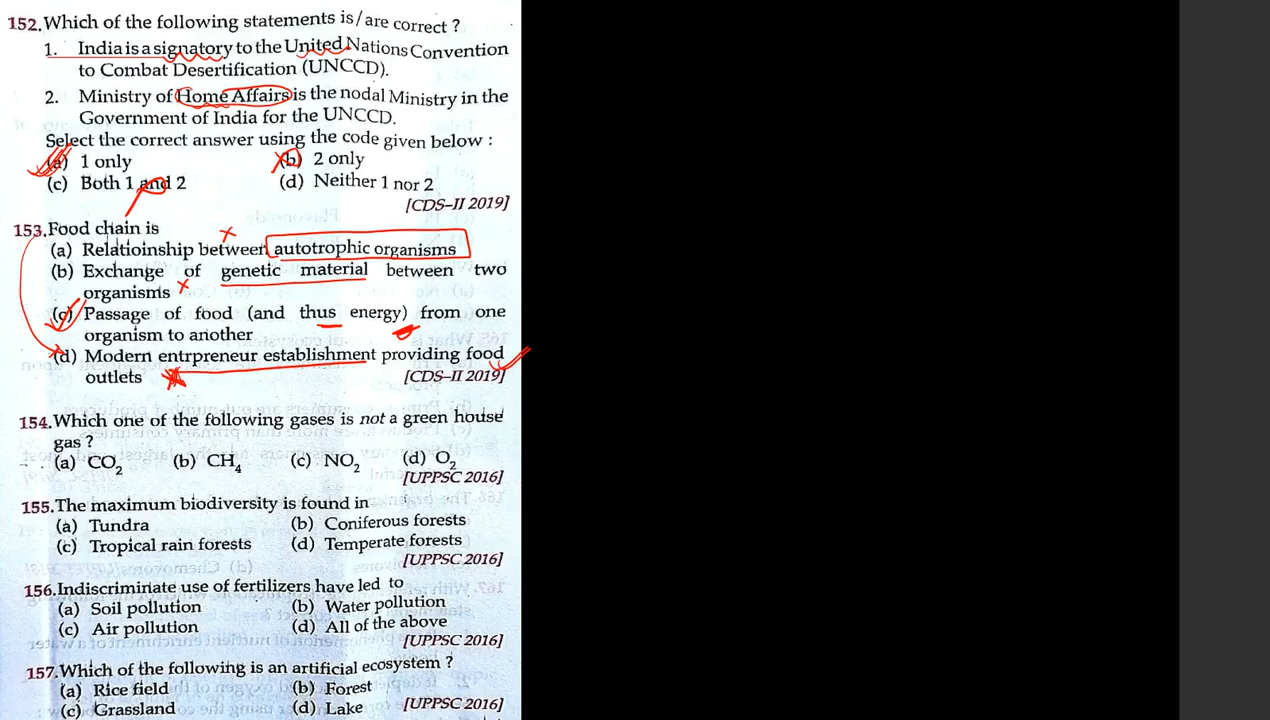 152. Which of the following statements is/are correct ?
1. India is a signatory to the United Nations Convention
to Combat Desertification (UNCCD).
2. Ministry of Home Affairs is the nodal Ministry in the
Government of India for the UNCCD.
Select the correct answer using the code given below :
(a) 1 only (b) 2 only
(c) Both 1 and 2 (d) Neither 1 nor 2
[CDS–II 2019]
153. Food chain is
(a) Relatioinship between autotrophic organisms
(b) Exchange of genetic material between two
organisms
(c) Passage of food (and thus energy) from one
organism to another
(d) Modern entrpreneur establishment providing food
outlets [CDS–II 2019]
154. Which one of the following gases is not a green house
gas ?
(a) CO₂ (b) CH₄ (c) NO₂ (d) O₂
[UPPSC 2016]
155. The maximum biodiversity is found in
(a) Tundra (b) Coniferous forests
(c) Tropical rain forests (d) Temperate forests
[UPPSC 2016]
156. Indiscriminate use of fertilizers have led to
(a) Soil pollution (b) Water pollution
(c) Air pollution (d) All of the above
[UPPSC 2016]
157. Which of the following is an artificial ecosystem ?
(a) Rice field (b) Forest
(c) Grassland (d) Lake [UPPSC 2016]